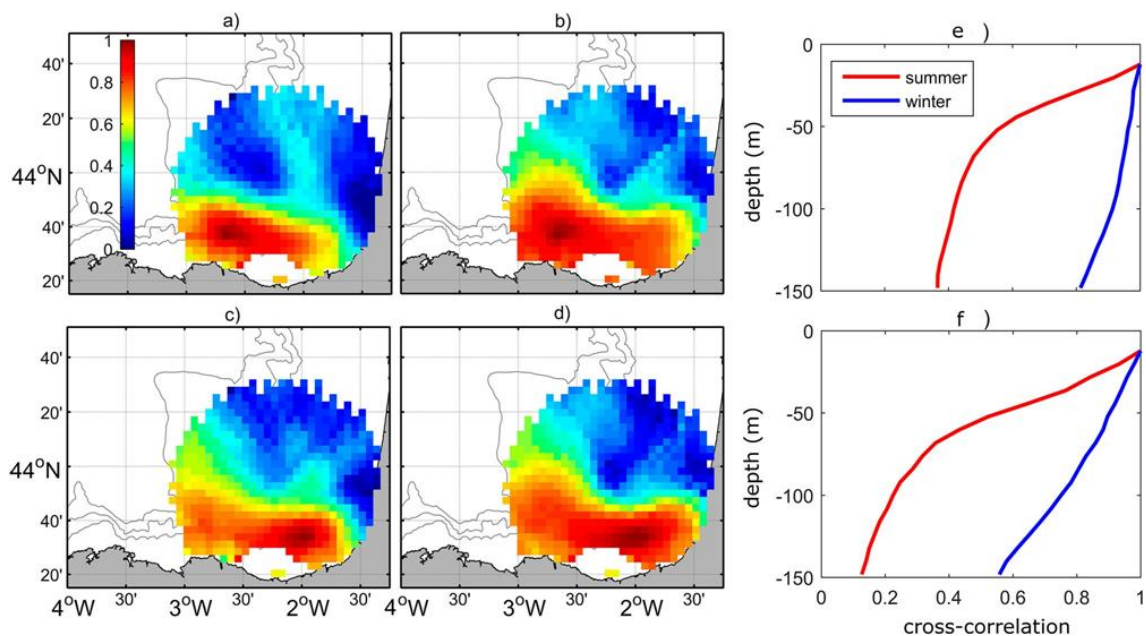 a)
b)
1
0.8
0.6
0.4
0.2
0
40'
20'
44°N
40'
20'
c)
d)
40'
20'
44°N
40'
20'
4°W
30'
3°W
30'
2°W
30'
4°W
30'
3°W
30'
2°W
30'
e )
0
-50
-100
-150
depth (m)
summer
winter
f )
0
-50
-100
-150
depth (m)
0
0.2
0.4
0.6
0.8
1
cross-correlation